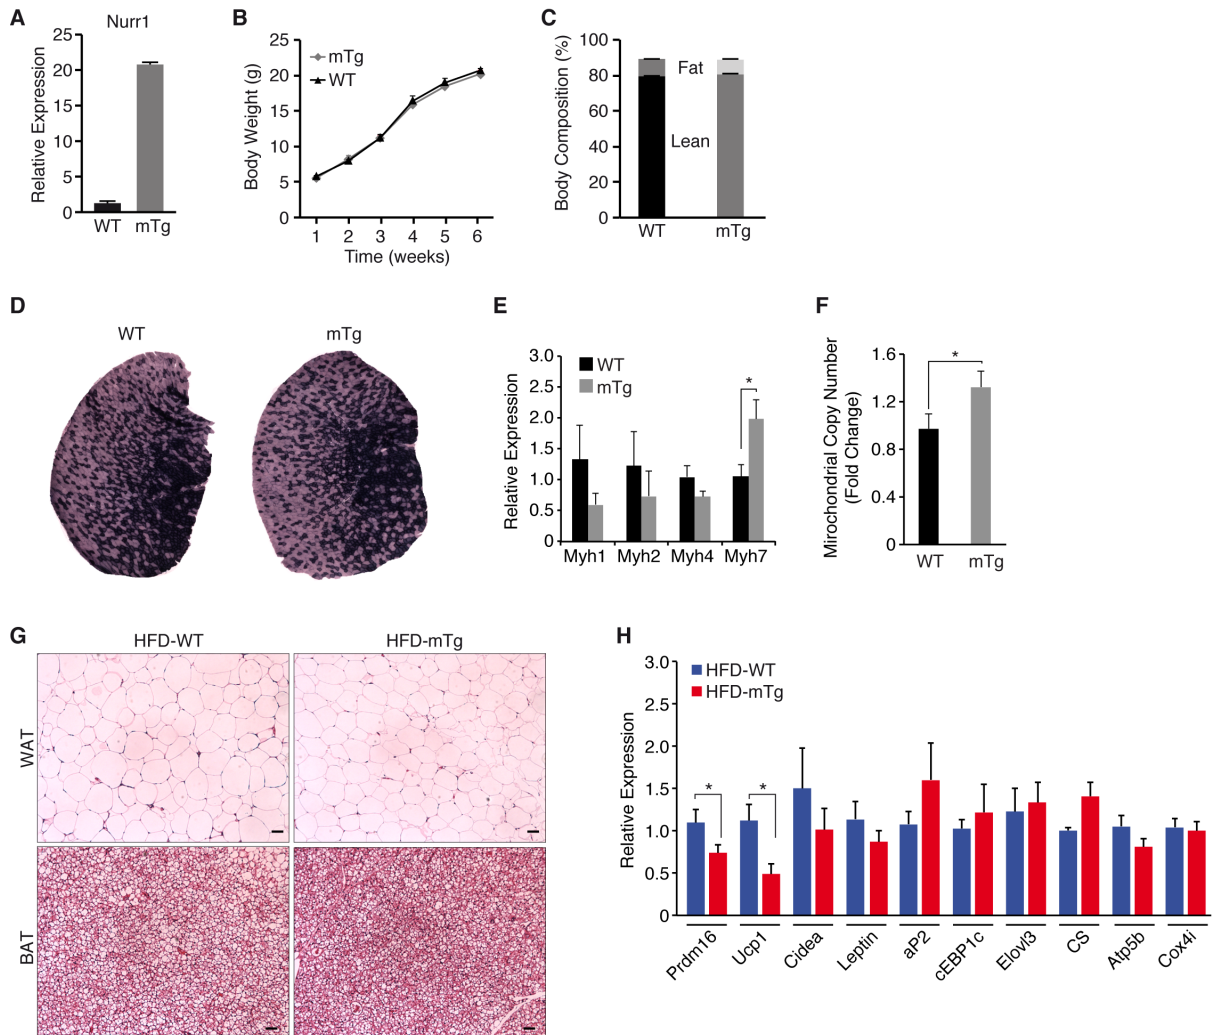 A
Nurr1
Relative Expression
25
20
15
10
5
0
WT mTg
B
Body Weight (g)
25
20
15
10
5
0
mTg
WT
1 2 3 4 5 6
Time (weeks)
C
Body Composition (%)
100
80
60
40
20
0
Fat
Lean
WT mTg
D
WT mTg
E
Relative Expression
3.0
2.5
2.0
1.5
1.0
0.5
0
WT
mTg
*
Myh1 Myh2 Myh4 Myh7
F
Mirochondrial Copy Number
(Fold Change)
1.6
1.2
0.8
0.4
0
*
WT mTg
G
HFD-WT HFD-mTg
WAT
BAT
H
Relative Expression
3.0
2.5
2.0
1.5
1.0
0.5
0
HFD-WT
HFD-mTg
* *
Prdm16 Ucp1 Cidea Leptin aP2 cEBP1c Elovl3 CS Atp5b Cox4i